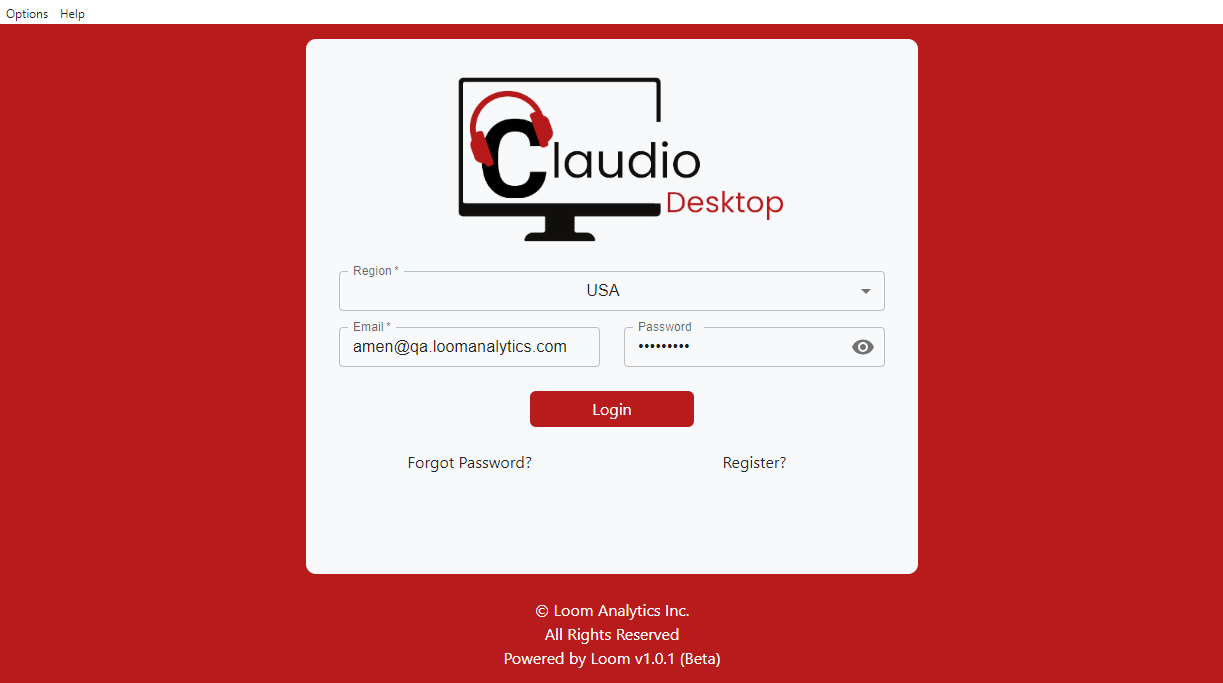 Options Help
Claudio
Desktop
Region *
USA
Email *
Password
amen@qa.loomanalytics.com
•••••••••
Login
Forgot Password? Register?
© Loom Analytics Inc.
All Rights Reserved
Powered by Loom v1.0.1 (Beta)